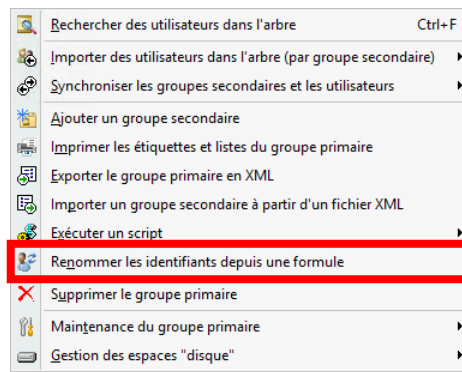 Rechercher des utilisateurs dans l'arbre Ctrl+F
Importer des utilisateurs dans l'arbre (par groupe secondaire)
Synchroniser les groupes secondaires et les utilisateurs
Ajouter un groupe secondaire
Imprimer les étiquettes et listes du groupe primaire
Exporter le groupe primaire en XML
Importer un groupe secondaire à partir d'un fichier XML
Exécuter un script
Renommer les identifiants depuis une formule
Supprimer le groupe primaire
Maintenance du groupe primaire
Gestion des espaces "disque"